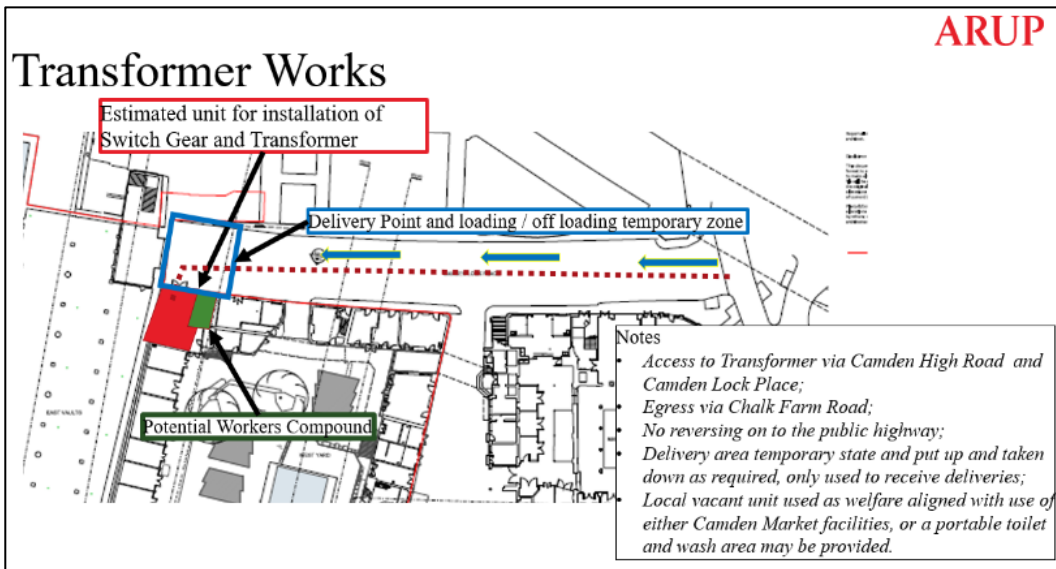 ARUP
Transformer Works
Estimated unit for installation of
Switch Gear and Transformer
Delivery Point and loading / off loading temporary zone
EAST VAULTS
WEST YARD
Potential Workers Compound
Notes
• Access to Transformer via Camden High Road and
Camden Lock Place;
• Egress via Chalk Farm Road;
• No reversing on to the public highway;
• Delivery area temporary state and put up and taken
down as required, only used to receive deliveries;
• Local vacant unit used as welfare aligned with use of
either Camden Market facilities, or a portable toilet
and wash area may be provided.